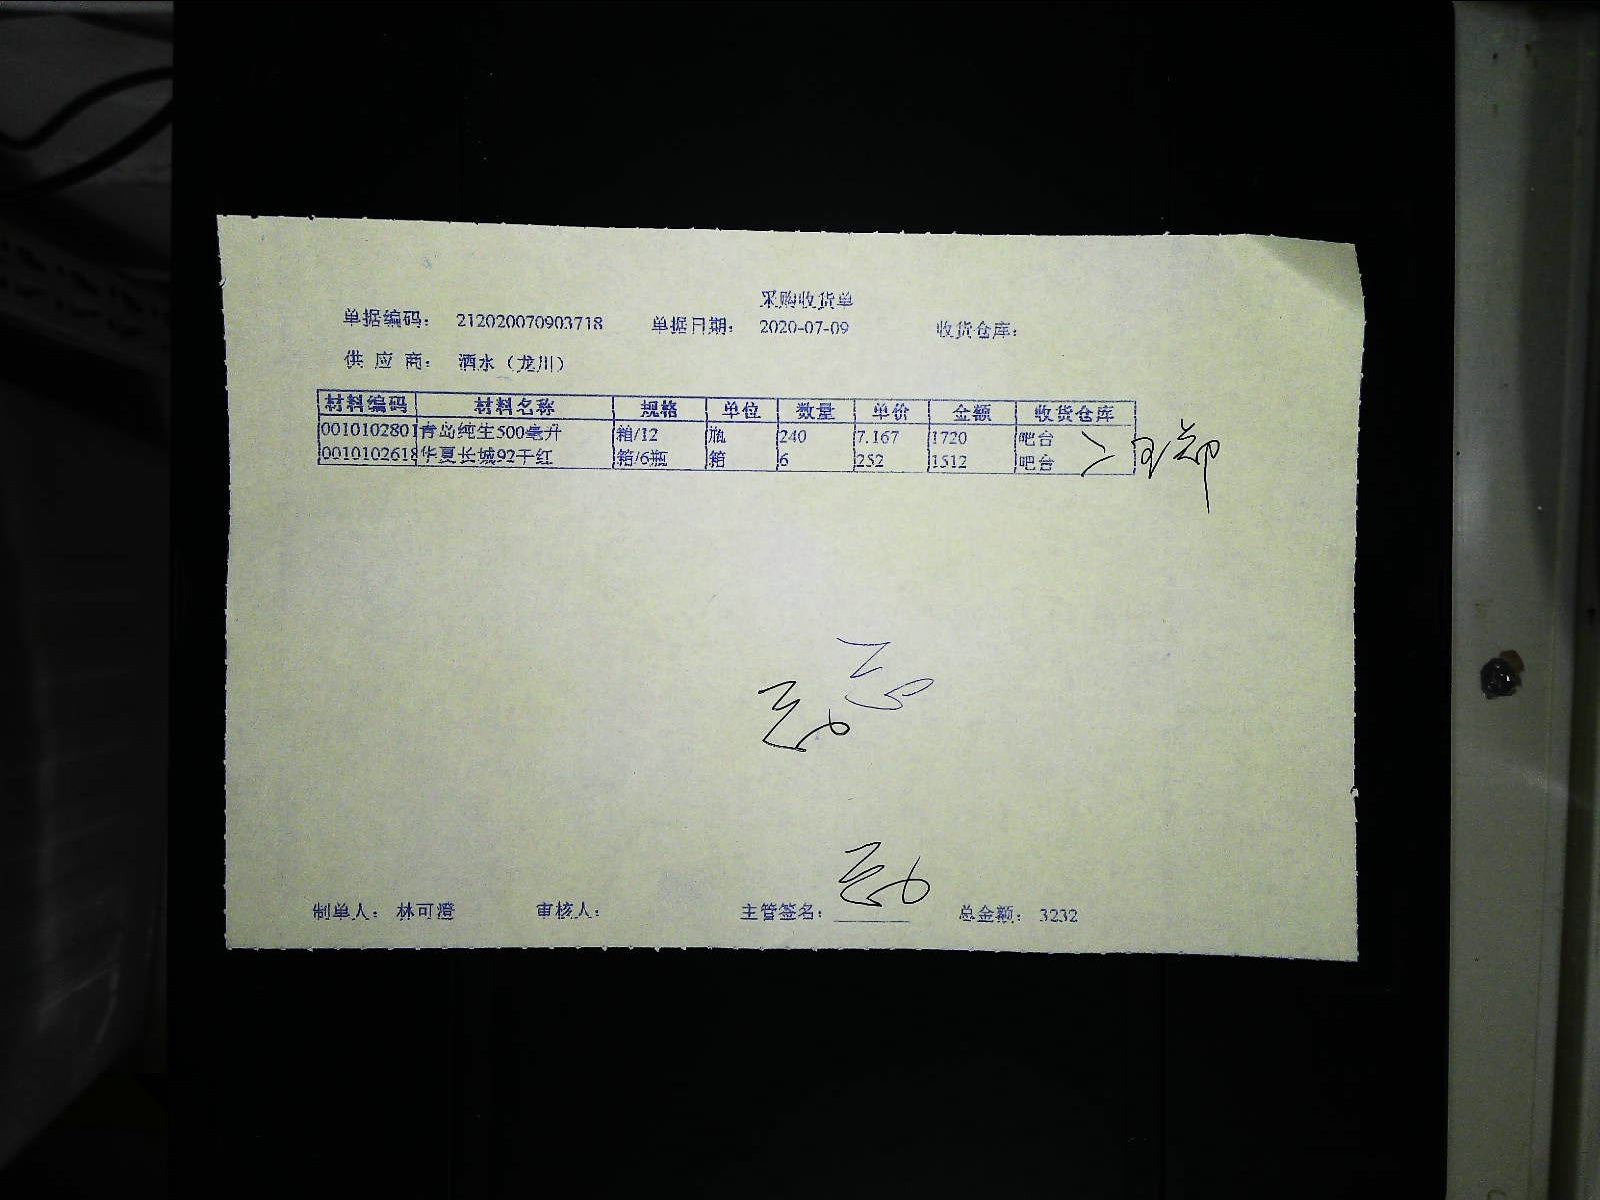 采购收货单
单据编码： 212020070903718 单据日期： 2020-07-09 收货仓库：
供 应 商： 酒水（龙川）
材料编码 材料名称 规格 单位 数量 单价 金额 收货仓库
0010102801 青岛纯生500毫升 箱/12 瓶 240 7.167 1720 吧台
0010102618 华夏长城92干红 箱/6瓶 箱 6 252 1512 吧台
制单人： 林可澄 审核人： 主管签名： 总金额： 3232